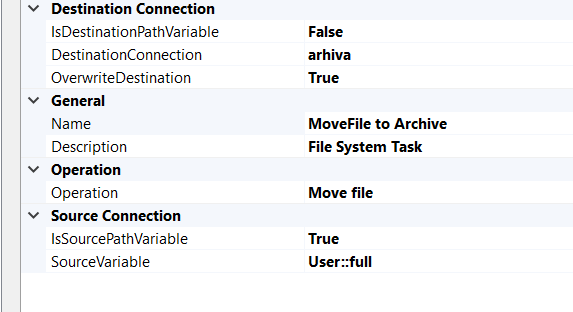 Destination Connection
IsDestinationPathVariable False
DestinationConnection arhiva
OverwriteDestination True
General
Name MoveFile to Archive
Description File System Task
Operation
Operation Move file
Source Connection
IsSourcePathVariable True
SourceVariable User::full